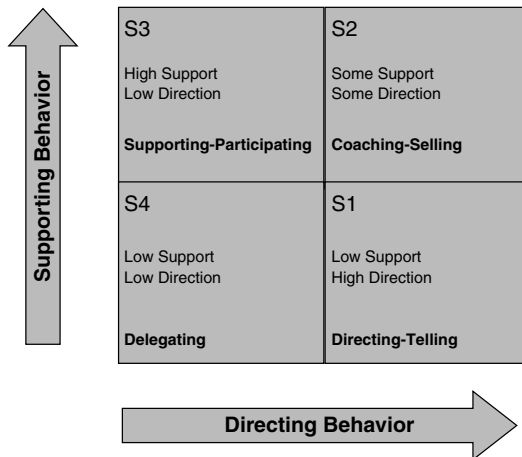 Supporting Behavior
S3
High Support
Low Direction
Supporting-Participating
S2
Some Support
Some Direction
Coaching-Selling
S4
Low Support
Low Direction
Delegating
S1
Low Support
High Direction
Directing-Telling
Directing Behavior